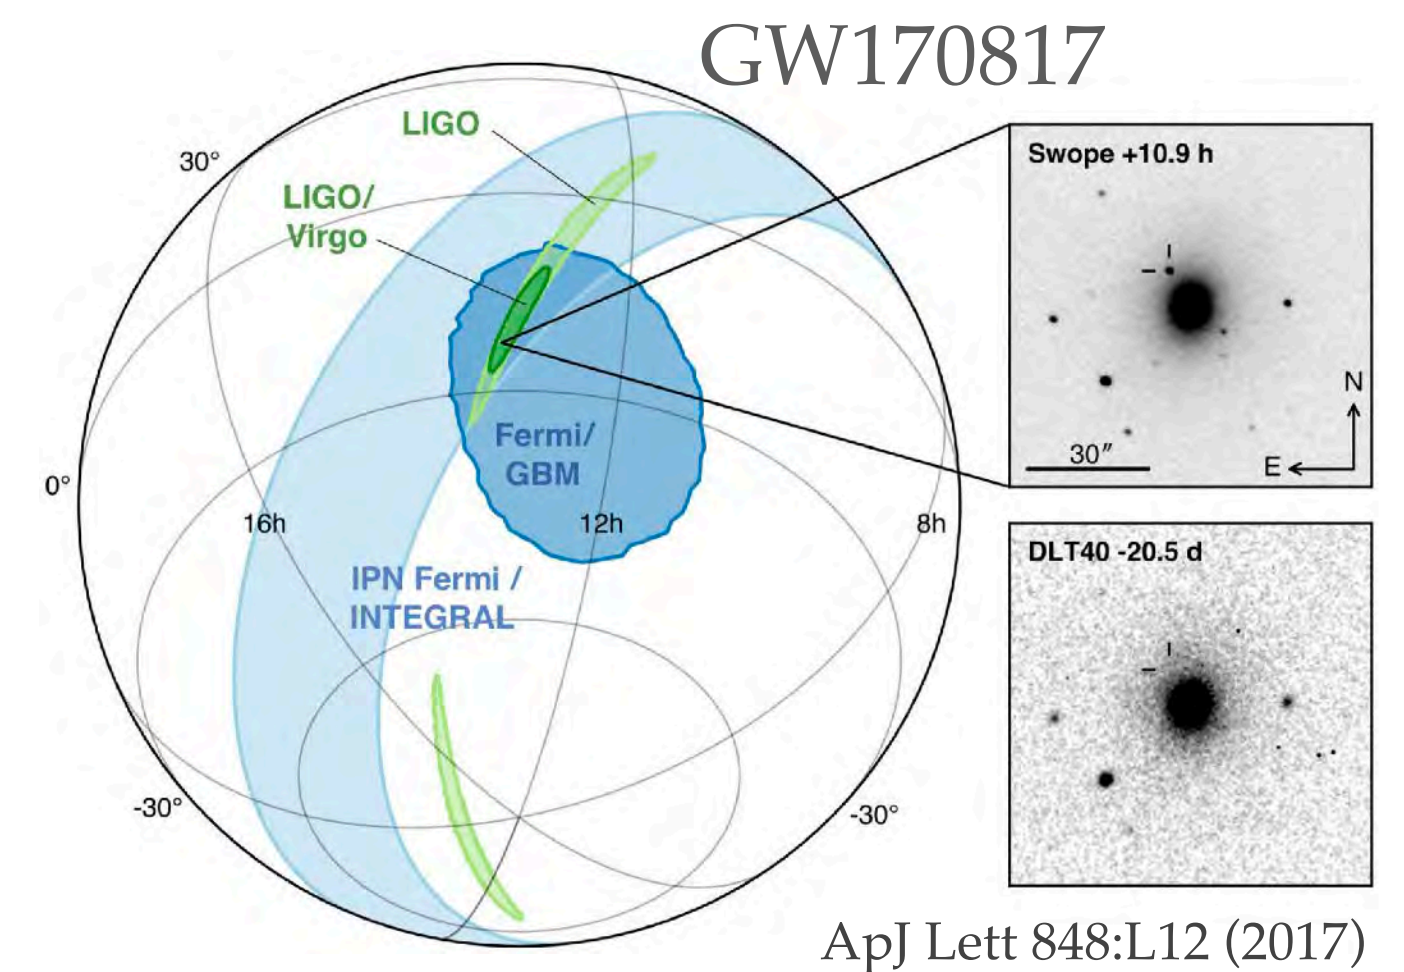 GW170817
LIGO
30°
LIGO/
Virgo
Fermi/
GBM
0°
16h
12h
8h
IPN Fermi /
INTEGRAL
-30°
-30°
Swope +10.9 h
N
30″
E
DLT40 -20.5 d
ApJ Lett 848:L12 (2017)